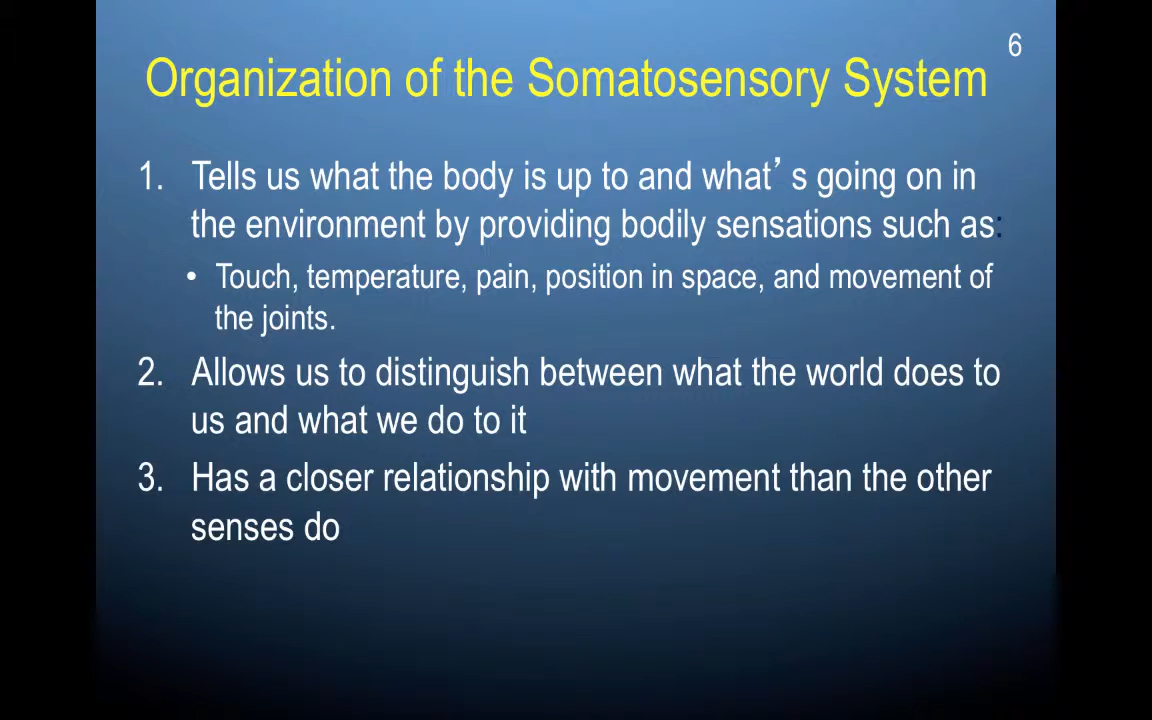 6
Organization of the Somatosensory System
1. Tells us what the body is up to and what’ s going on in
the environment by providing bodily sensations such as:
• Touch, temperature, pain, position in space, and movement of
the joints.
2. Allows us to distinguish between what the world does to
us and what we do to it
3. Has a closer relationship with movement than the other
senses do